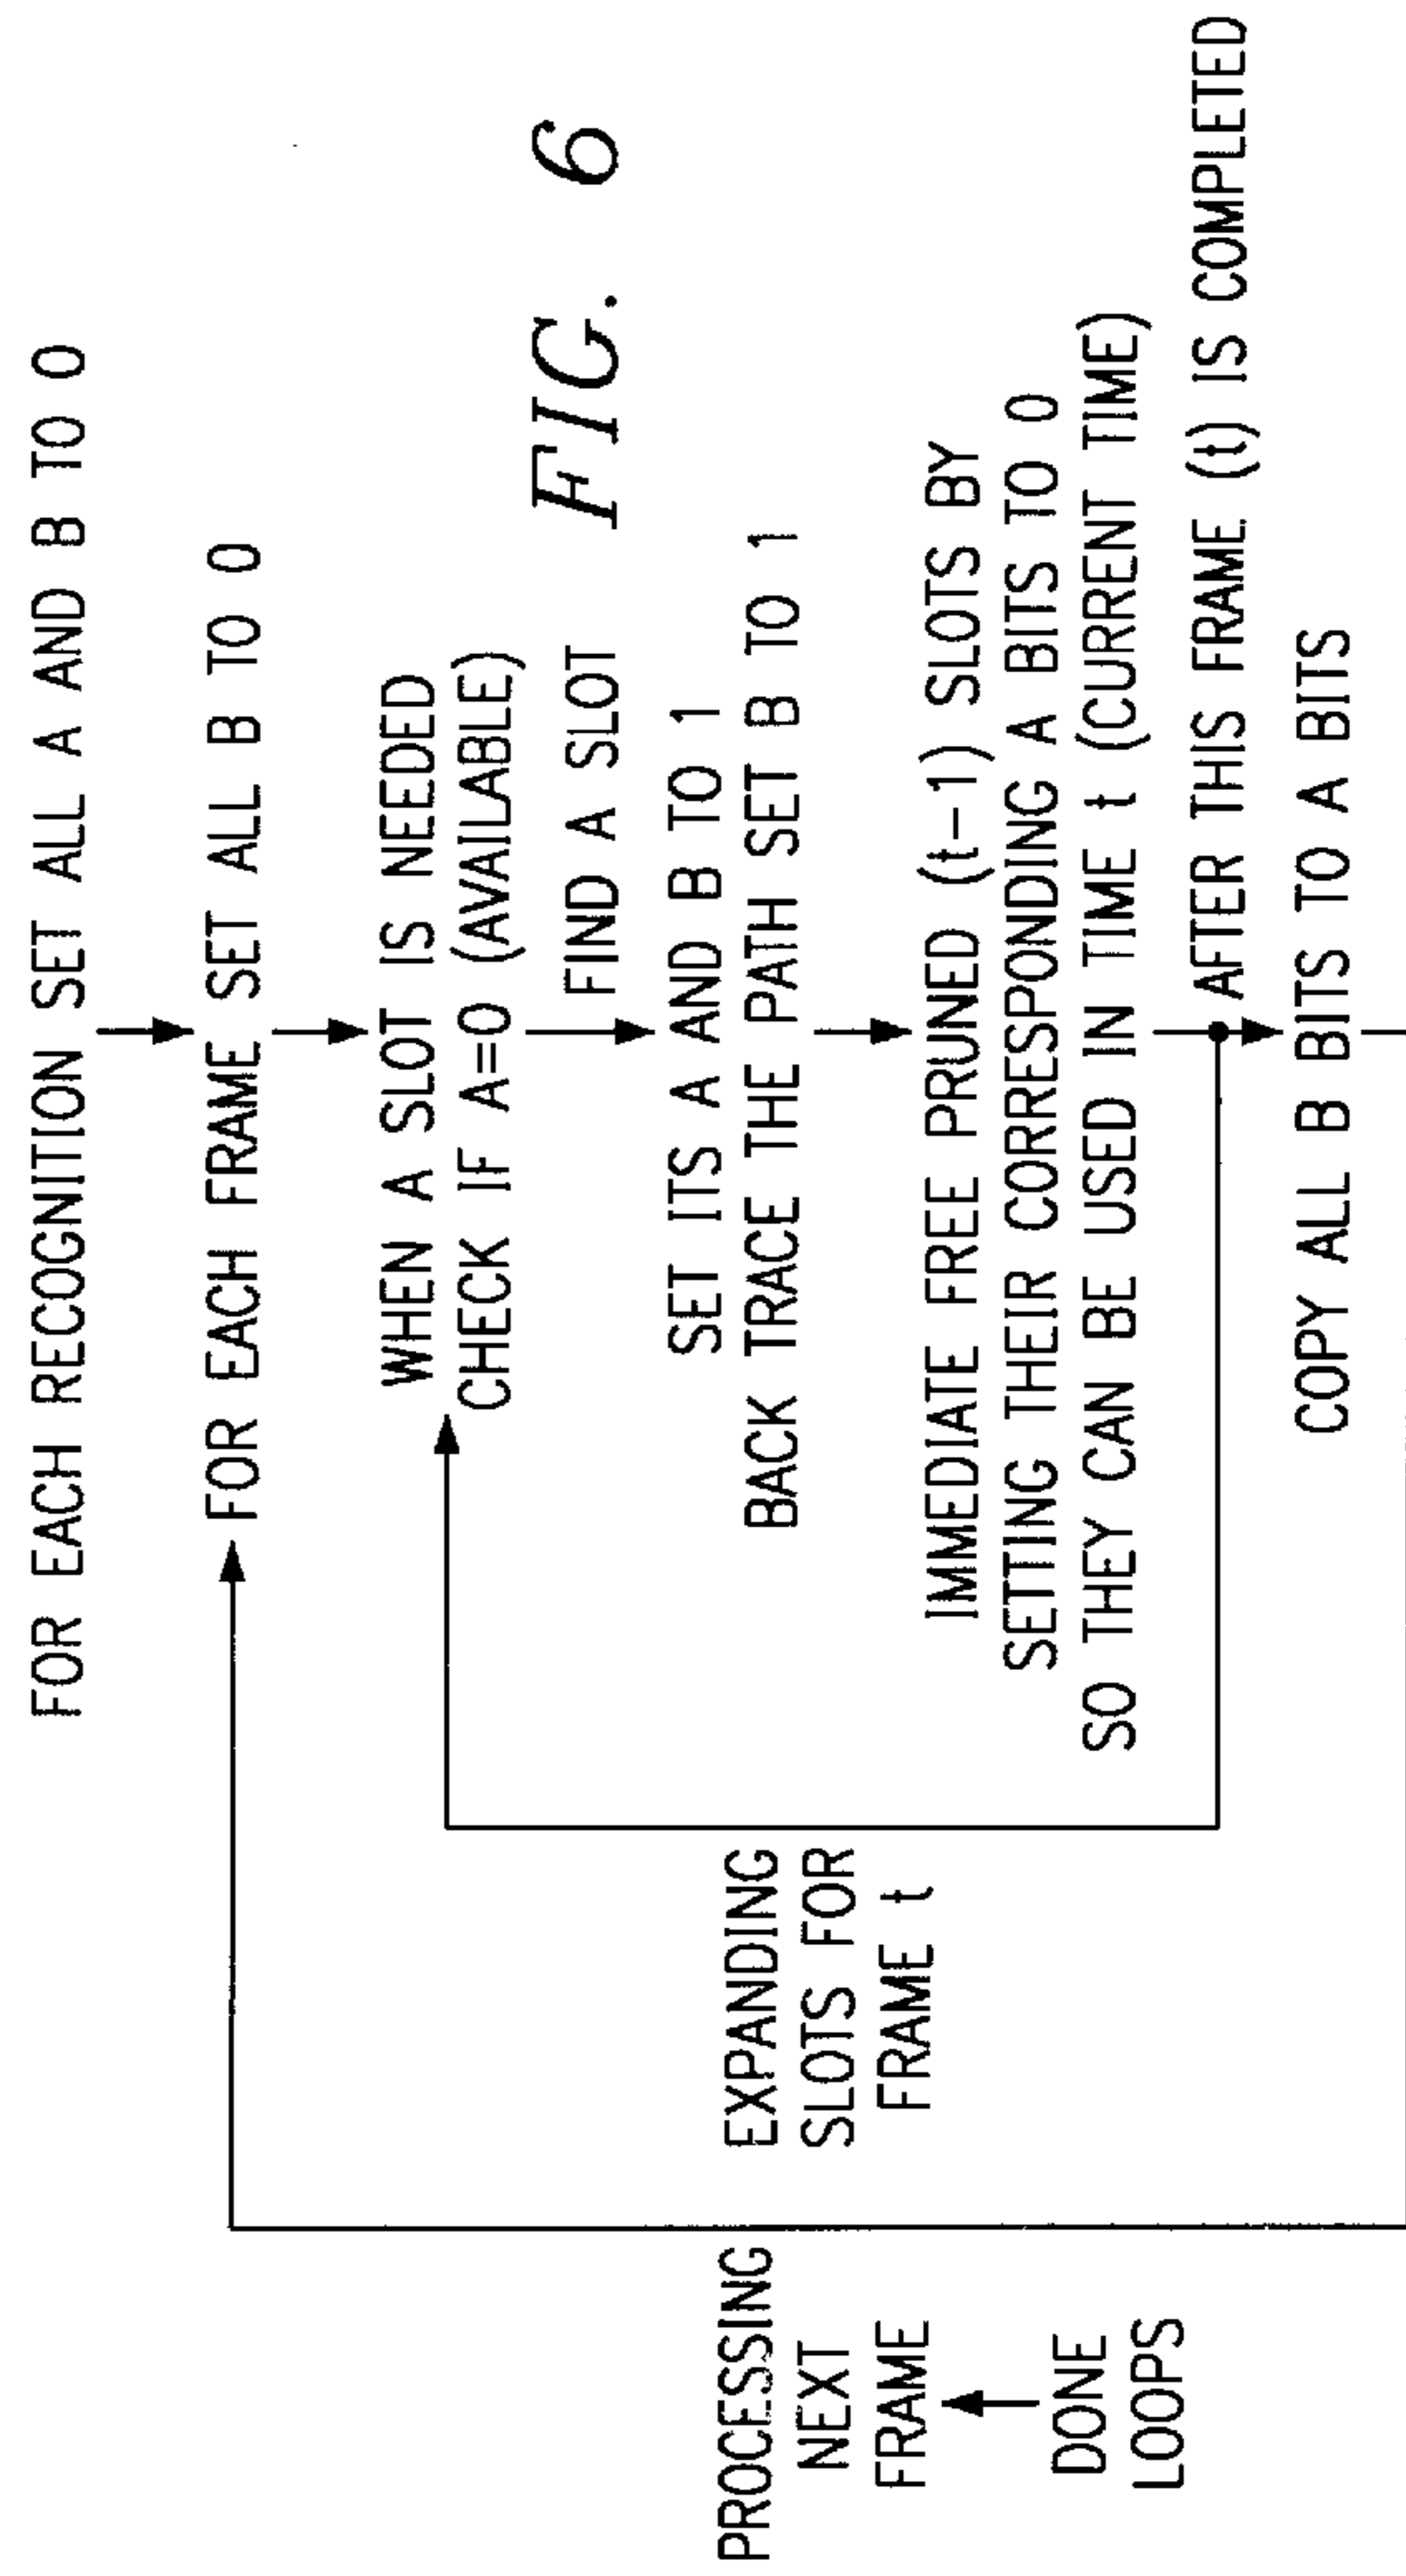 FOR EACH RECOGNITION SET ALL A AND B TO 0
FOR EACH FRAME SET ALL B TO 0
WHEN A SLOT IS NEEDED
CHECK IF A=0 (AVAILABLE)
FIND A SLOT
FIG. 6
SET ITS A AND B TO 1
BACK TRACE THE PATH SET B TO 1
IMMEDIATE FREE PRUNED (t-1) SLOTS BY
SETTING THEIR CORRESPONDING A BITS TO 0
SO THEY CAN BE USED IN TIME t (CURRENT TIME)
AFTER THIS FRAME (t) IS COMPLETED
COPY ALL B BITS TO A BITS
EXPANDING
SLOTS FOR
FRAME t
PROCESSING
NEXT
FRAME
DONE
LOOPS